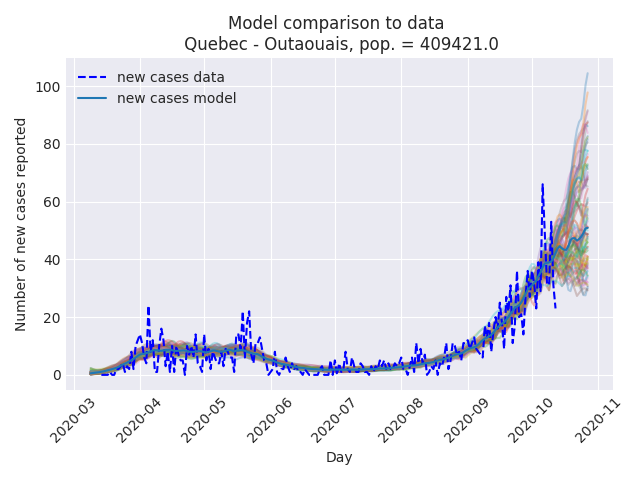 Model comparison to data
Quebec - Outaouais, pop. = 409421.0
new cases data
new cases model
Number of new cases reported
100
80
60
40
20
0
2020-03
2020-04
2020-05
2020-06
2020-07
2020-08
2020-09
2020-10
2020-11
Day